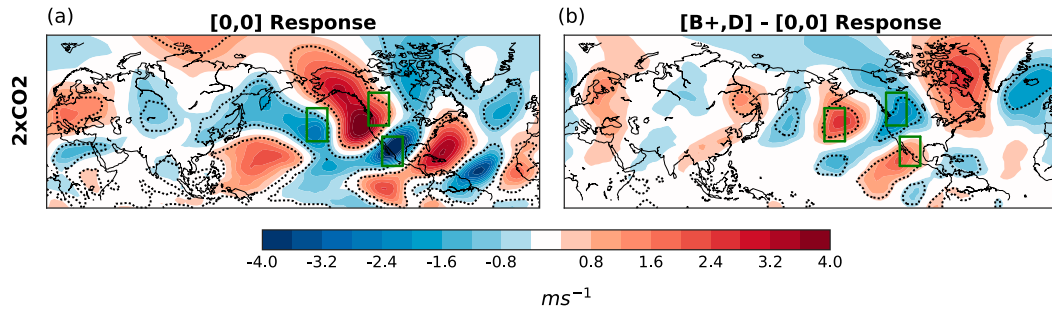 (a)
[0,0] Response
(b)
[B+,D] - [0,0] Response
2xCO2
-4.0 -3.2 -2.4 -1.6 -0.8 0.8 1.6 2.4 3.2 4.0
ms⁻¹